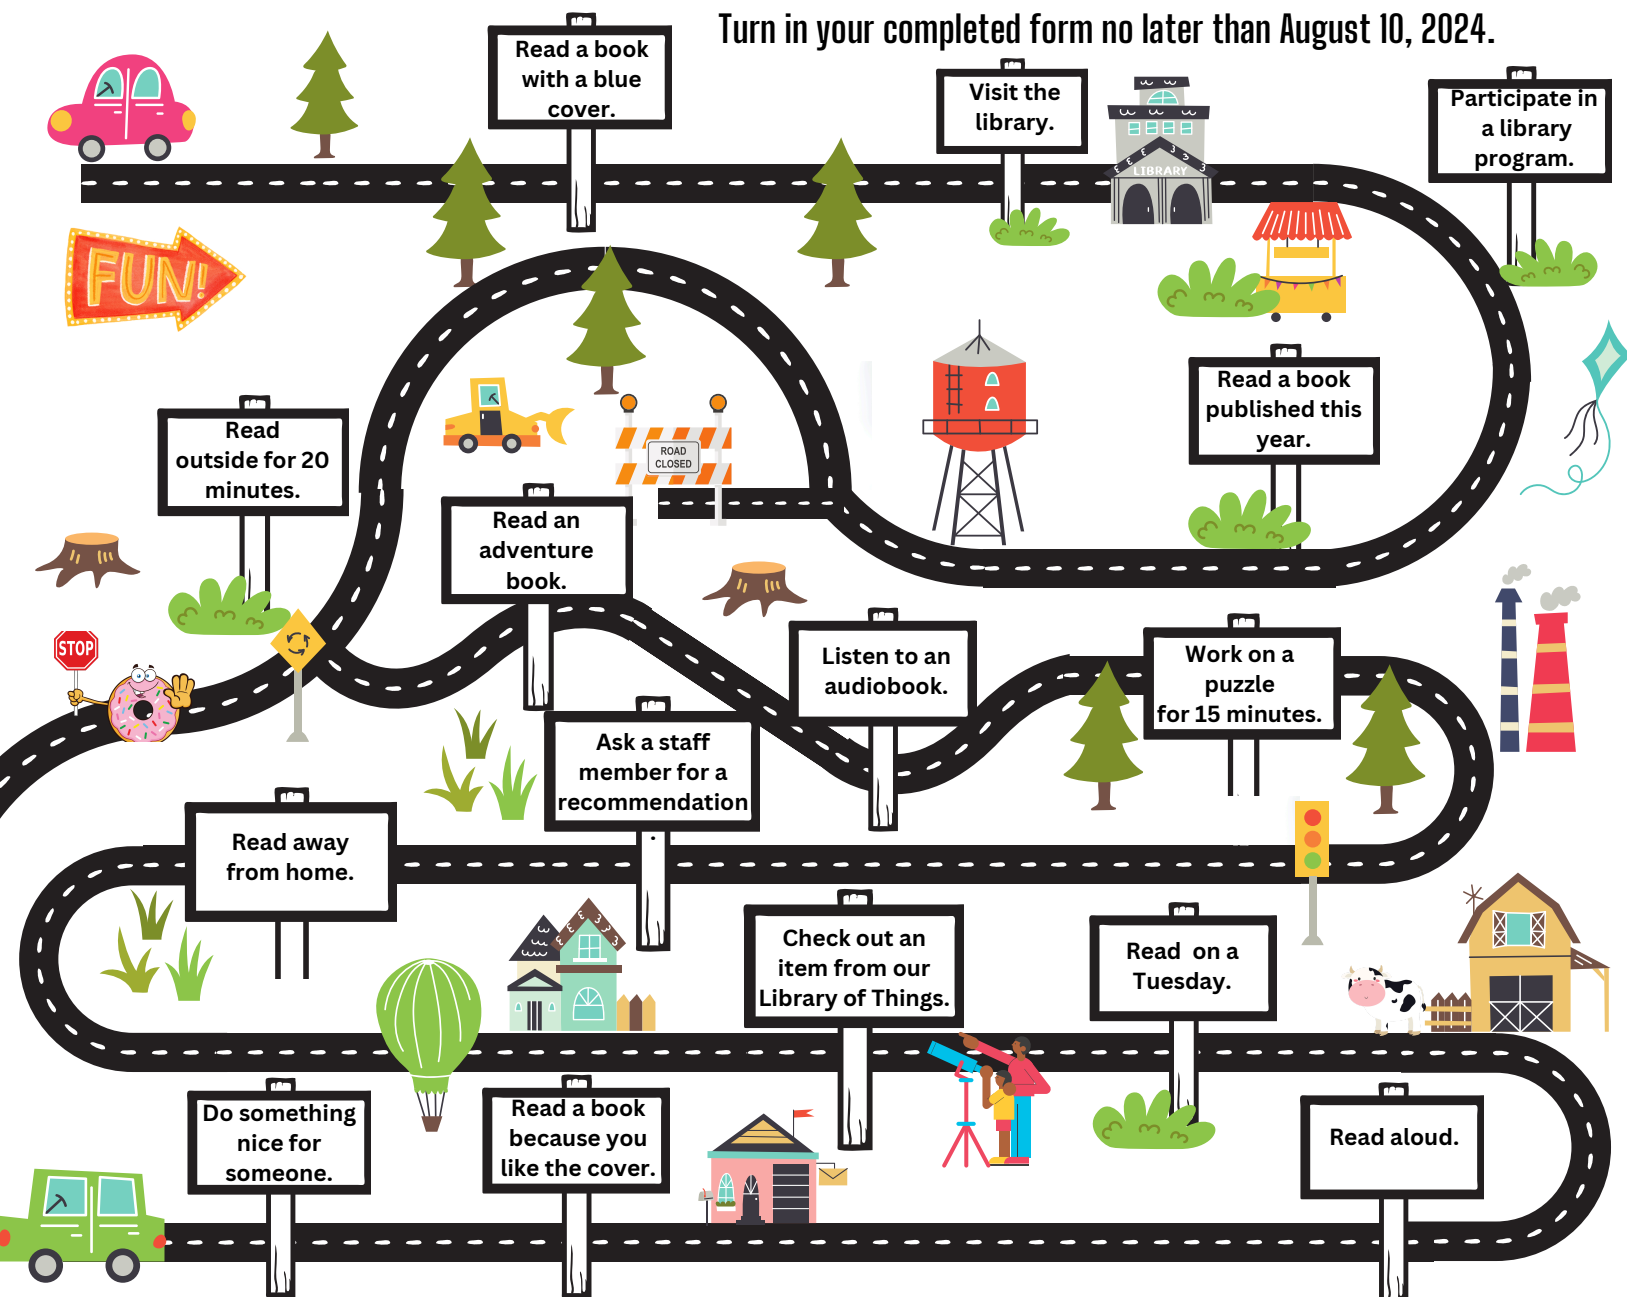 Turn in your completed form no later than August 10, 2024.
Read a book
with a blue
cover.
Visit the
library.
Participate in
a library
program.
LIBRARY
FUN!
Read a book
published this
year.
Read
outside for 20
minutes.
ROAD
CLOSED
Read an
adventure
book.
STOP
Listen to an
audiobook.
Work on a
puzzle
for 15 minutes.
Ask a staff
member for a
recommendation
.
Read away
from home.
Check out an
item from our
Library of Things.
Read on a
Tuesday.
Do something
nice for
someone.
Read a book
because you
like the cover.
Read aloud.